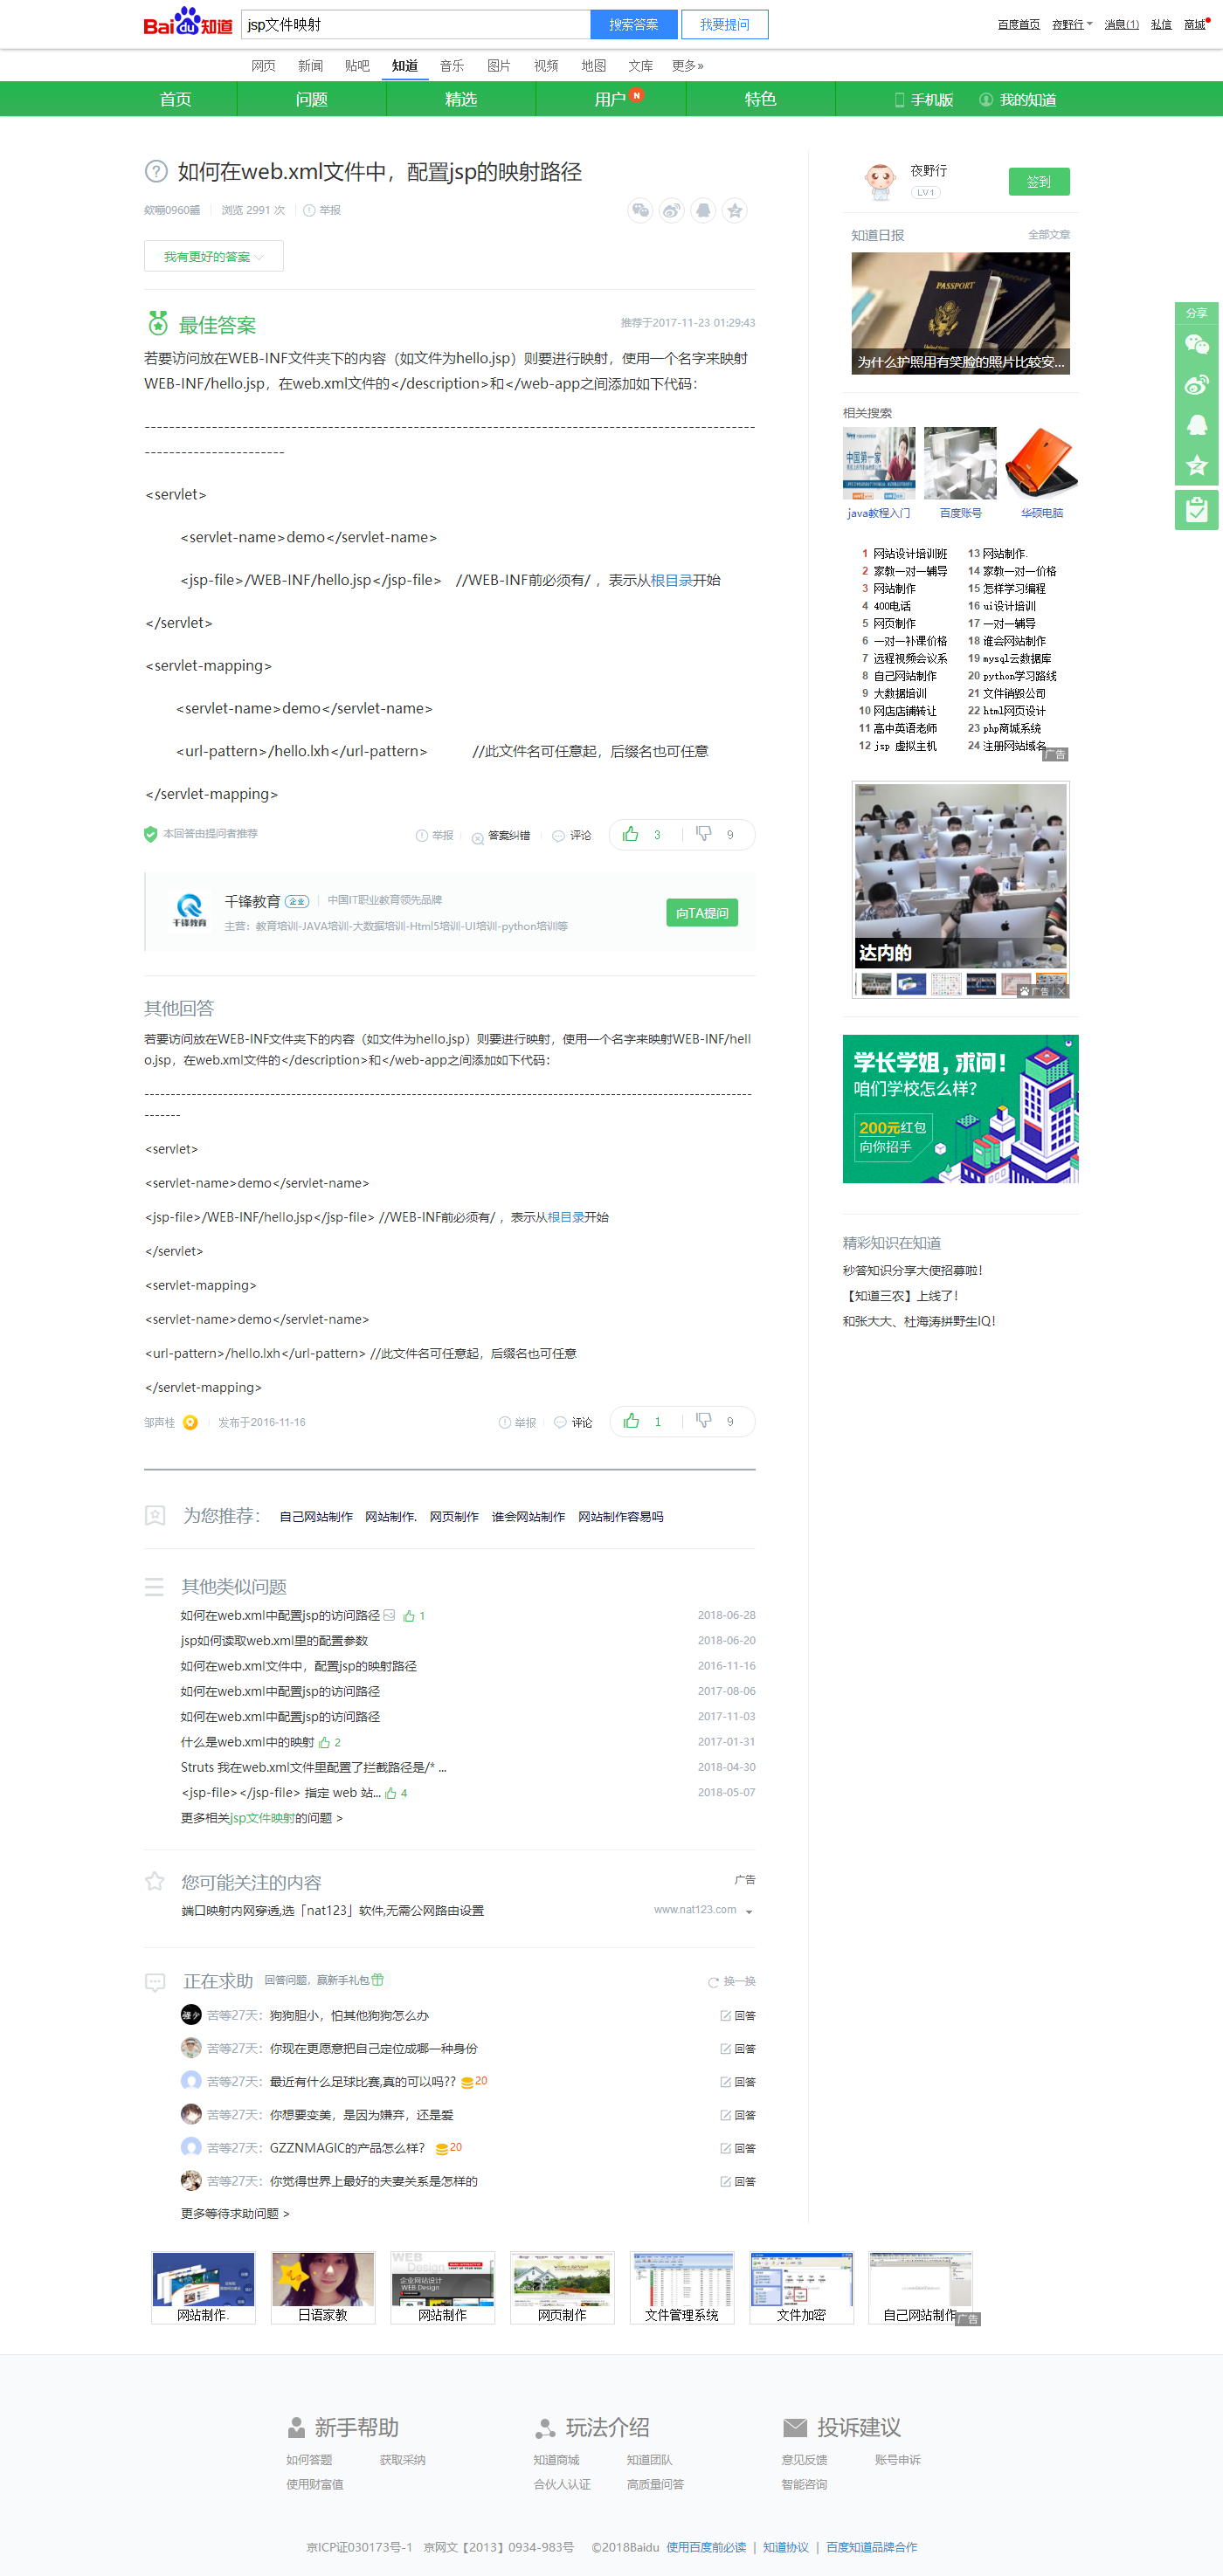 Baidu知道 jsp文件映射 搜索答案 我要提问 百度首页 夜野行 消息(1) 私信 商城
网页 新闻 贴吧 知道 音乐 图片 视频 地图 文库 更多»
首页 问题 精选 用户 N 特色 手机版 我的知道
如何在web.xml文件中，配置jsp的映射路径
浏览 2991 次 举报
我有更好的答案
最佳答案 推荐于2017-11-23 01:29:43
若要访问放在WEB-INF文件夹下的内容（如文件为hello.jsp）则要进行映射，使用一个名字来映射
WEB-INF/hello.jsp，在web.xml文件的</description>和</web-app之间添加如下代码：
<servlet>
<servlet-name>demo</servlet-name>
<jsp-file>/WEB-INF/hello.jsp</jsp-file> //WEB-INF前必须有/ ，表示从根目录开始
</servlet>
<servlet-mapping>
<servlet-name>demo</servlet-name>
<url-pattern>/hello.lxh</url-pattern> //此文件名可任意起，后缀名也可任意
</servlet-mapping>
本回答由提问者推荐 举报 答案纠错 评论 3 9
千锋教育 企业 中国IT职业教育领先品牌
主营：教育培训-JAVA培训-大数据培训-Html5培训-UI培训-python培训等
千锋教育
向TA提问
其他回答
若要访问放在WEB-INF文件夹下的内容（如文件为hello.jsp）则要进行映射，使用一个名字来映射WEB-INF/hell
o.jsp，在web.xml文件的</description>和</web-app之间添加如下代码：
<servlet>
<servlet-name>demo</servlet-name>
<jsp-file>/WEB-INF/hello.jsp</jsp-file> //WEB-INF前必须有/ ，表示从根目录开始
</servlet>
<servlet-mapping>
<servlet-name>demo</servlet-name>
<url-pattern>/hello.lxh</url-pattern> //此文件名可任意起，后缀名也可任意
</servlet-mapping>
邹声桂 发布于2016-11-16 举报 评论 1 9
为您推荐： 自己网站制作 网站制作. 网页制作 谁会网站制作 网站制作容易吗
其他类似问题
如何在web.xml中配置jsp的访问路径 1 2018-06-28
jsp如何读取web.xml里的配置参数 2018-06-20
如何在web.xml文件中，配置jsp的映射路径 2016-11-16
如何在web.xml中配置jsp的访问路径 2017-08-06
如何在web.xml中配置jsp的访问路径 2017-11-03
什么是web.xml中的映射 2 2017-01-31
Struts 我在web.xml文件里配置了拦截路径是/* ... 2018-04-30
<jsp-file></jsp-file> 指定 web 站... 4 2018-05-07
更多相关jsp文件映射的问题 >
您可能关注的内容 广告
端口映射内网穿透,选「nat123」软件,无需公网路由设置 www.nat123.com
正在求助 回答问题，赢新手礼包 换一换
苦等27天：狗狗胆小，怕其他狗狗怎么办 回答
苦等27天：你现在更愿意把自己定位成哪一种身份 回答
苦等27天：最近有什么足球比赛,真的可以吗?? 20 回答
苦等27天：你想要变美，是因为嫌弃，还是爱 回答
苦等27天：GZZNMAGIC的产品怎么样？ 20 回答
苦等27天：你觉得世界上最好的夫妻关系是怎样的 回答
更多等待求助问题 >
夜野行 签到
LV1
知道日报 全部文章
PASSPORT
为什么护照用有笑脸的照片比较安...
分享
相关搜索
中国第一家
java教程入门 百度账号 华硕电脑
1 网站设计培训班 13 网站制作.
2 家教一对一辅导 14 家教一对一价格
3 网站制作 15 怎样学习编程
4 400电话 16 ui设计培训
5 网页制作 17 一对一辅导
6 一对一补课价格 18 谁会网站制作
7 远程视频会议系 19 mysql云数据库
8 自己网站制作 20 python学习路线
9 大数据培训 21 文件销毁公司
10 网店店铺转让 22 html网页设计
11 高中英语老师 23 php商城系统
12 jsp 虚拟主机 24 注册网站域名
广告
达内的
广告
学长学姐，求问！
咱们学校怎么样？
200元红包
向你招手
精彩知识在知道
秒答知识分享大使招募啦！
【知道三农】上线了！
和张大大、杜海涛拼野生IQ！
WEB
Design
企业网站设计
WEB Design
网站制作. 日语家教 网站制作 网页制作 文件管理系统 文件加密 自己网站制作
广告
新手帮助 玩法介绍 投诉建议
如何答题 获取采纳 知道商城 知道团队 意见反馈 账号申诉
使用财富值 合伙人认证 高质量问答 智能咨询
京ICP证030173号-1 京网文【2013】0934-983号 ©2018Baidu 使用百度前必读 | 知道协议 | 百度知道品牌合作